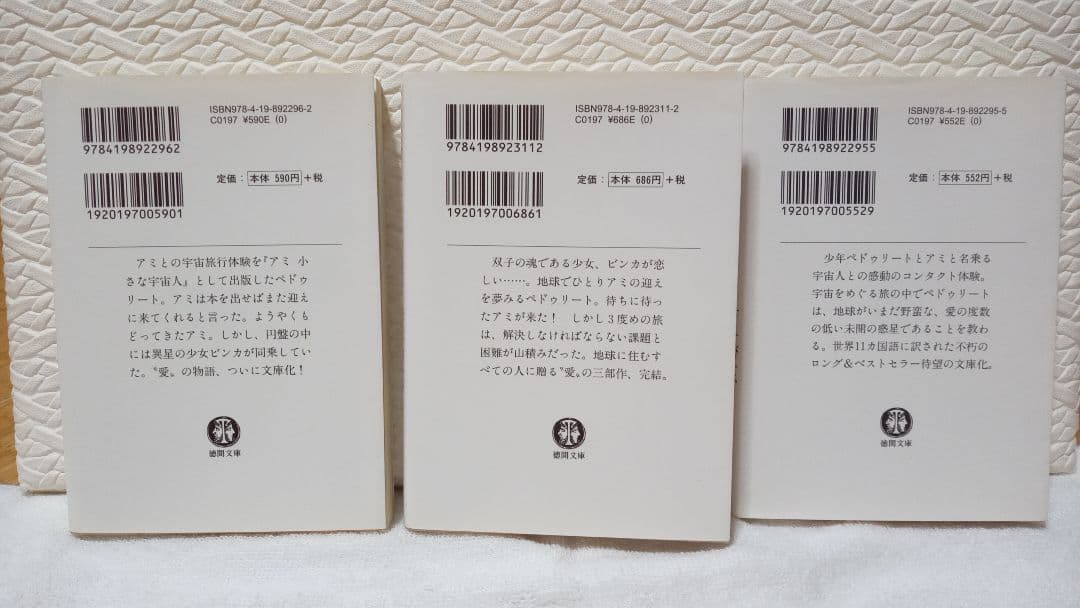 ISBN978-4-19-892296-2
C0197 ¥590E (0)
9784198922962
定価：本体 590円+税
1920197005901
アミとの宇宙旅行体験を『アミ 小
さな宇宙人』として出版したペドゥ
リート。アミは本を出せばまた迎え
に来てくれると言った。ようやくも
どってきたアミ。しかし、円盤の中
には異星の少女ビンカが同乗してい
た。〝愛〟の物語、ついに文庫化！
徳間文庫
ISBN978-4-19-892311-2
C0197 ¥686E (0)
9784198923112
定価：本体 686円+税
1920197006861
双子の魂である少女、ビンカが恋
しい……。地球でひとりアミの迎え
を夢みるペドゥリート。待ちに待っ
たアミが来た！　しかし３度めの旅
は、解決しなければならない課題と
困難が山積みだった。地球に住むす
べての人に贈る〝愛〟の三部作、完結。
徳間文庫
ISBN978-4-19-892295-5
C0197 ¥552E (0)
9784198922955
定価：本体 552円+税
1920197005529
少年ペドゥリートとアミと名乗る
宇宙人との感動のコンタクト体験。
宇宙をめぐる旅の中でペドゥリート
は、地球がいまだ野蛮な、愛の度数
の低い未開の惑星であることを教わ
る。世界11カ国語に訳された不朽の
ロング＆ベストセラー待望の文庫化。
徳間文庫